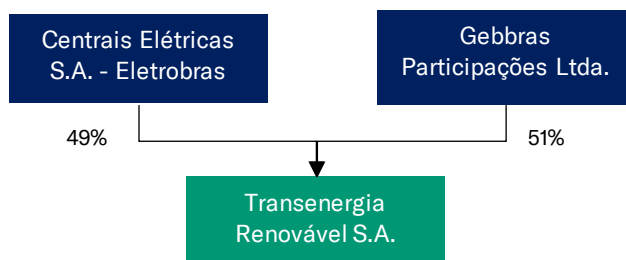 Centrais Elétricas
S.A. - Eletrobras
Gebbras
Participações Ltda.
49%
51%
Transenergia
Renovável S.A.